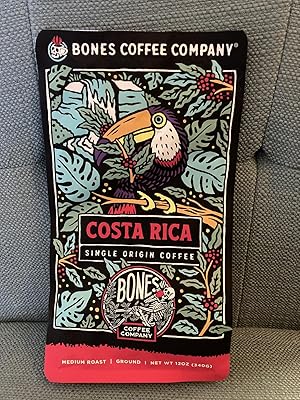 BONES COFFEE COMPANY®
COSTA RICA
SINGLE ORIGIN COFFEE
BONES
COFFEE
COMPANY
MEDIUM ROAST | GROUND | NET WT 12OZ (340G)